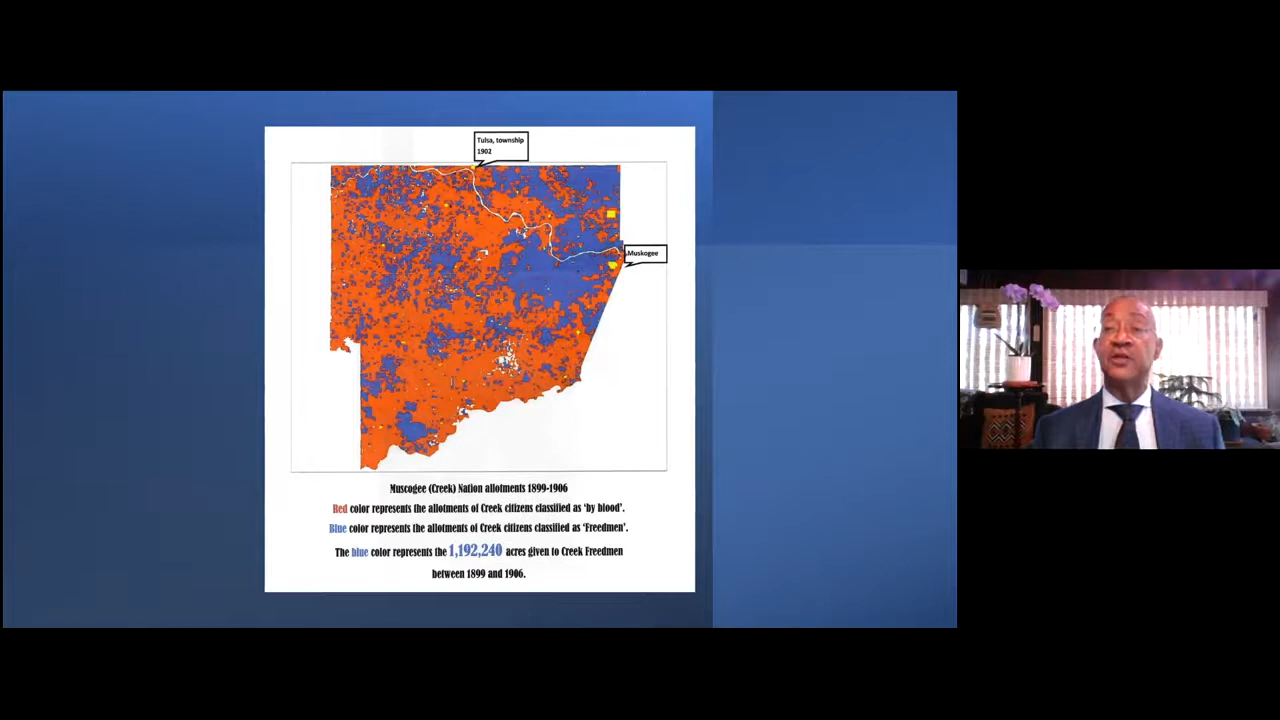 Tulsa, township
1902
Muskogee
Muscogee (Creek) Nation allotments 1899-1906
Red color represents the allotments of Creek citizens classified as 'by blood'.
Blue color represents the allotments of Creek citizens classified as 'Freedmen'.
The blue color represents the 1,192,240 acres given to Creek Freedmen
between 1899 and 1906.